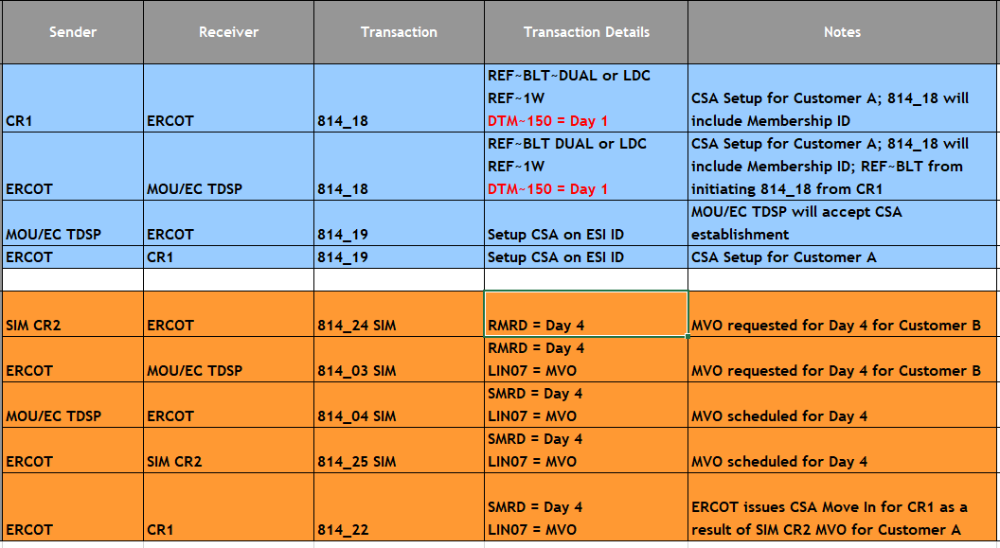 Sender Receiver Transaction Transaction Details Notes
REF~BLT~DUAL or LDC
REF~1W CSA Setup for Customer A; 814_18 will
CR1 ERCOT 814_18 DTM~150 = Day 1 include Membership ID
REF~BLT DUAL or LDC CSA Setup for Customer A; 814_18 will
REF~1W include Membership ID; REF~BLT from
ERCOT MOU/EC TDSP 814_18 DTM~150 = Day 1 initiating 814_18 from CR1
MOU/EC TDSP will accept CSA
MOU/EC TDSP ERCOT 814_19 Setup CSA on ESI ID establishment
ERCOT CR1 814_19 Setup CSA on ESI ID CSA Setup for Customer A
SIM CR2 ERCOT 814_24 SIM RMRD = Day 4 MVO requested for Day 4 for Customer B
RMRD = Day 4
ERCOT MOU/EC TDSP 814_03 SIM LIN07 = MVO MVO requested for Day 4 for Customer B
SMRD = Day 4
MOU/EC TDSP ERCOT 814_04 SIM LIN07 = MVO MVO scheduled for Day 4
SMRD = Day 4
ERCOT SIM CR2 814_25 SIM LIN07 = MVO MVO scheduled for Day 4
SMRD = Day 4 ERCOT issues CSA Move In for CR1 as a
ERCOT CR1 814_22 LIN07 = MVO result of SIM CR2 MVO for Customer A